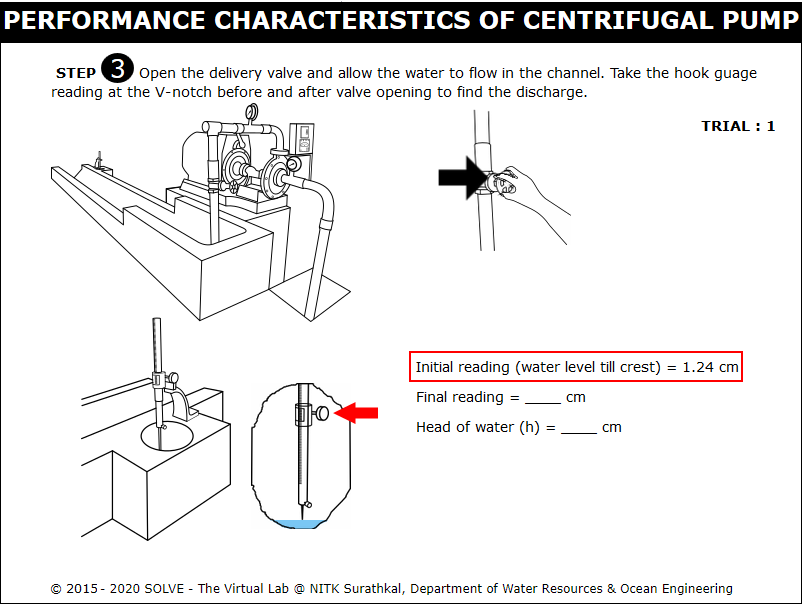 PERFORMANCE CHARACTERISTICS OF CENTRIFUGAL PUMP
STEP 3 Open the delivery valve and allow the water to flow in the channel. Take the hook guage
reading at the V-notch before and after valve opening to find the discharge.
TRIAL : 1
Initial reading (water level till crest) = 1.24 cm
Final reading = ____ cm
Head of water (h) = ____ cm
© 2015 - 2020 SOLVE - The Virtual Lab @ NITK Surathkal, Department of Water Resources & Ocean Engineering